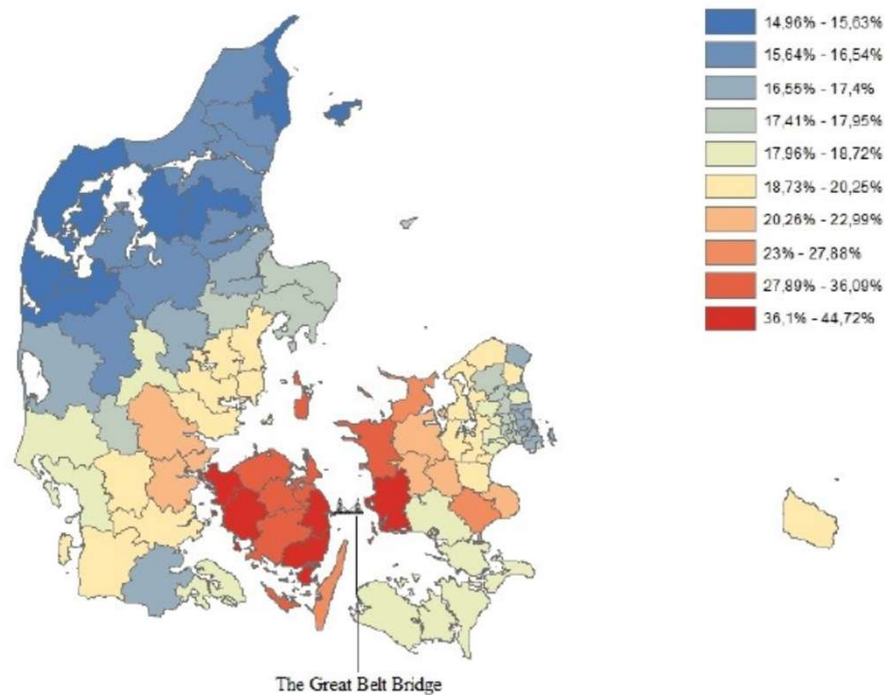 14,96% - 15,63%
15,64% - 16,54%
16,55% - 17,4%
17,41% - 17,95%
17,96% - 18,72%
18,73% - 20,25%
20,26% - 22,99%
23% - 27,88%
27,89% - 36,09%
36,1% - 44,72%
The Great Belt Bridge